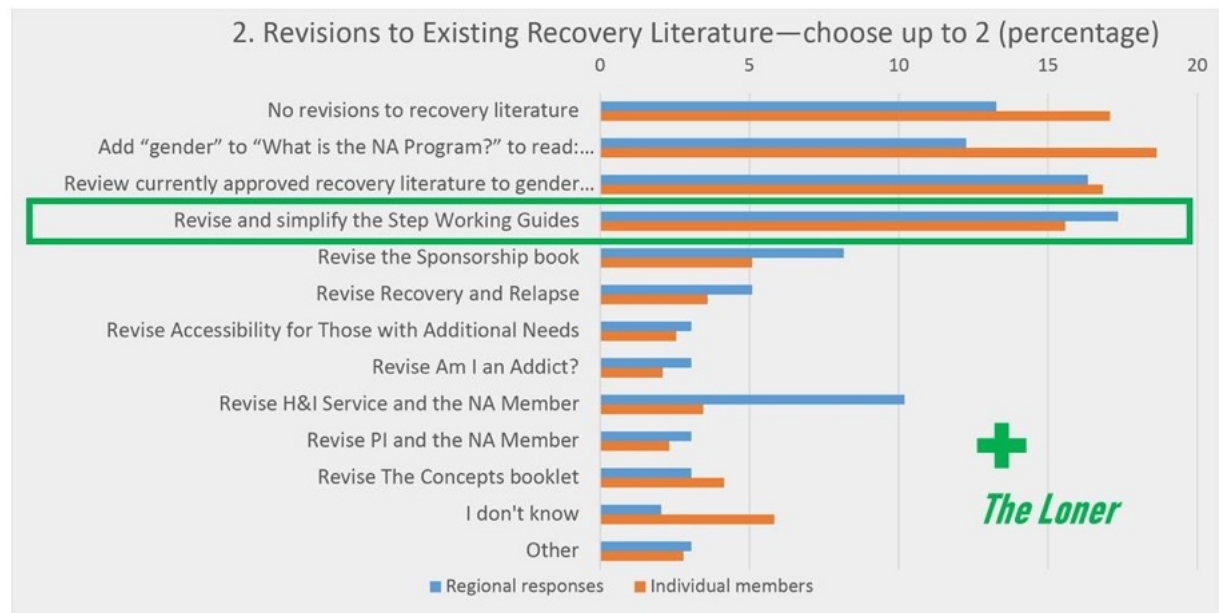 2. Revisions to Existing Recovery Literature—choose up to 2 (percentage)
0 5 10 15 20
No revisions to recovery literature
Add “gender” to “What is the NA Program?” to read:...
Review currently approved recovery literature to gender...
Revise and simplify the Step Working Guides
Revise the Sponsorship book
Revise Recovery and Relapse
Revise Accessibility for Those with Additional Needs
Revise Am I an Addict?
Revise H&I Service and the NA Member
Revise PI and the NA Member
Revise The Concepts booklet
I don't know
Other
The Loner
Regional responses Individual members